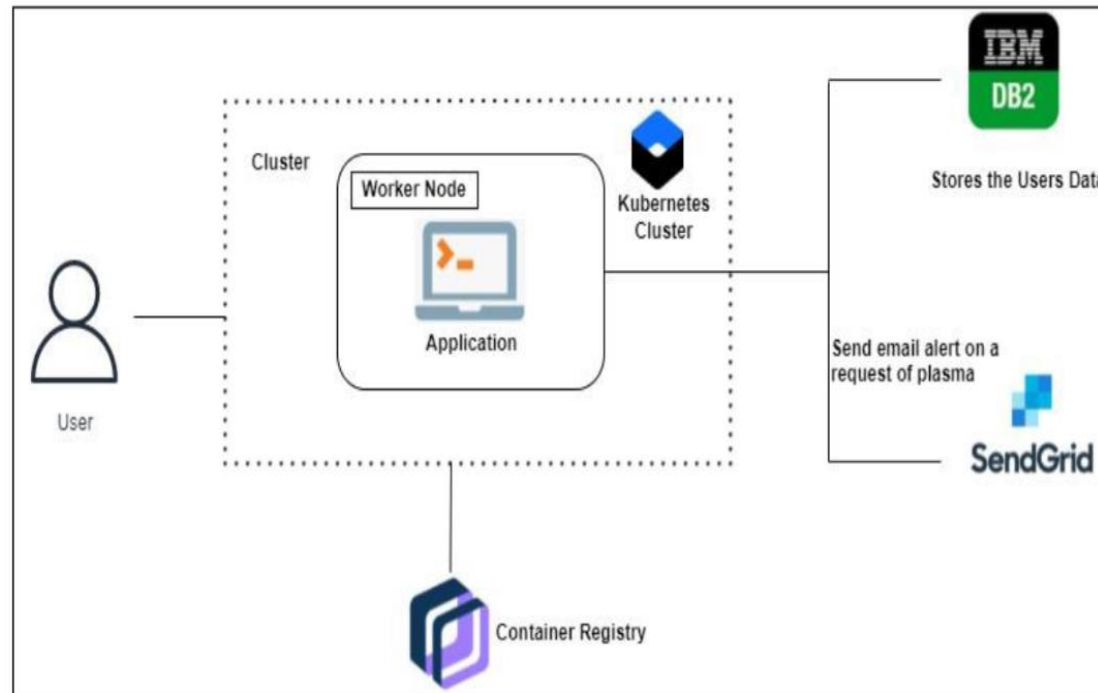 IBM
DB2
Stores the Users Data
Cluster
Worker Node
Kubernetes
Cluster
Application
User
Send email alert on a
request of plasma
SendGrid
Container Registry